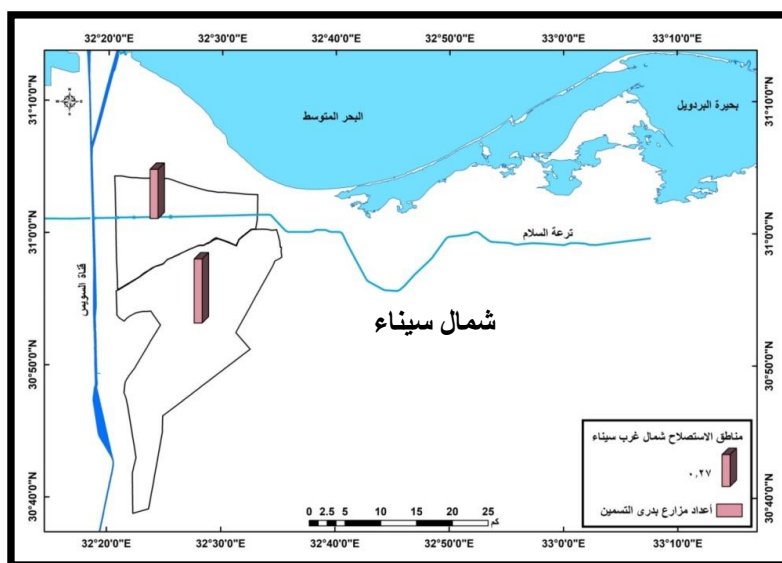 32°20'0"E 32°30'0"E 32°40'0"E 32°50'0"E 33°0'0"E 33°10'0"E
31°10'0"N 31°10'0"N
بحيرة البردويل
البحر المتوسط
31°0'0"N 31°0'0"N
ترعة السلام
قناة السويس
شمال سيناء
30°50'0"N 30°50'0"N
مناطق الاستصلاح شمال غرب سيناء
٠,٢٧
أعداد مزارع بدرى التسمين
30°40'0"N 30°40'0"N
0 2.5 5 10 15 20 25
كم
32°20'0"E 32°30'0"E 32°40'0"E 32°50'0"E 33°0'0"E 33°10'0"E